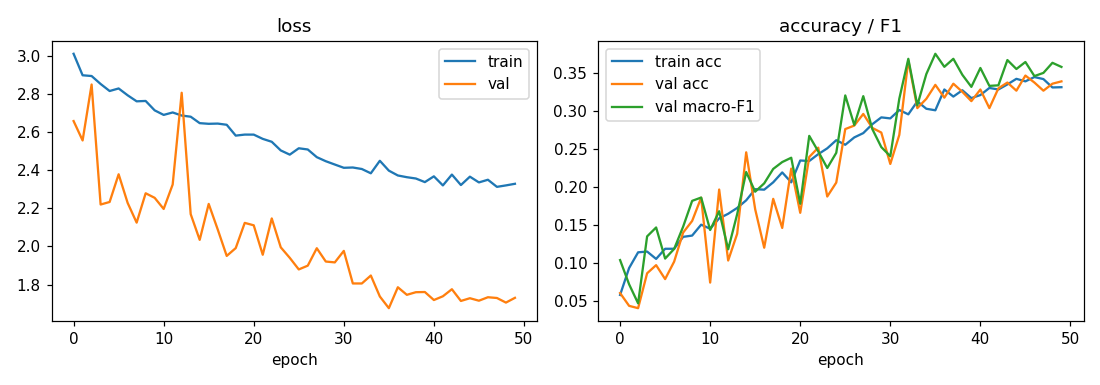 loss
3.0
2.8
2.6
2.4
2.2
2.0
1.8
0 10 20 30 40 50
epoch
train
val
accuracy / F1
0.35
0.30
0.25
0.20
0.15
0.10
0.05
0 10 20 30 40 50
epoch
train acc
val acc
val macro-F1